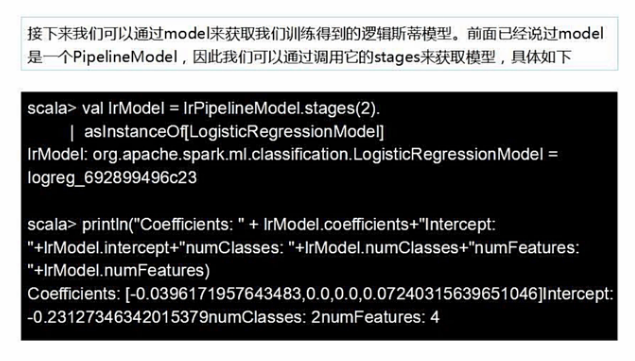 接下来我们可以通过model来获取我们训练得到的逻辑斯蒂模型。前面已经说过model
是一个PipelineModel，因此我们可以通过调用它的stages来获取模型，具体如下
scala> val lrModel = lrPipelineModel.stages(2).
| asInstanceOf[LogisticRegressionModel]
lrModel: org.apache.spark.ml.classification.LogisticRegressionModel =
logreg_692899496c23
scala> println("Coefficients: " + lrModel.coefficients+"Intercept:
"+lrModel.intercept+"numClasses: "+lrModel.numClasses+"numFeatures:
"+lrModel.numFeatures)
Coefficients: [-0.0396171957643483,0.0,0.0,0.07240315639651046]Intercept:
-0.23127346342015379numClasses: 2numFeatures: 4